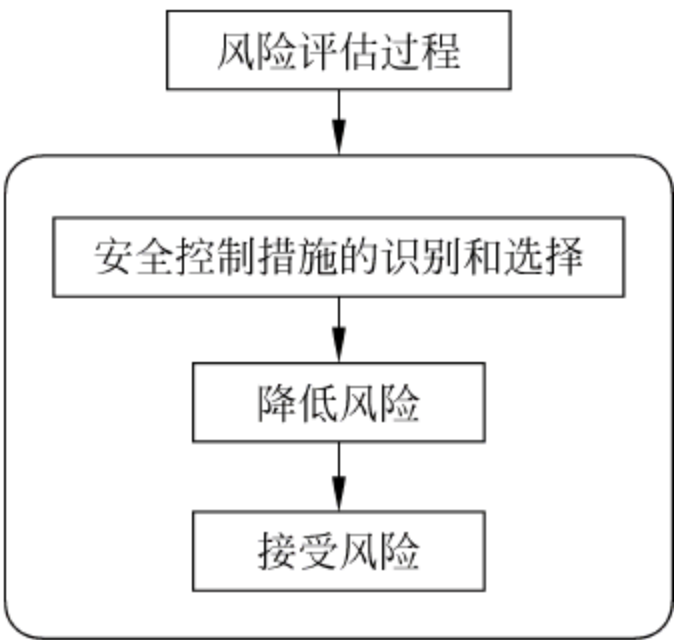 风险评估过程
安全控制措施的识别和选择
降低风险
接受风险